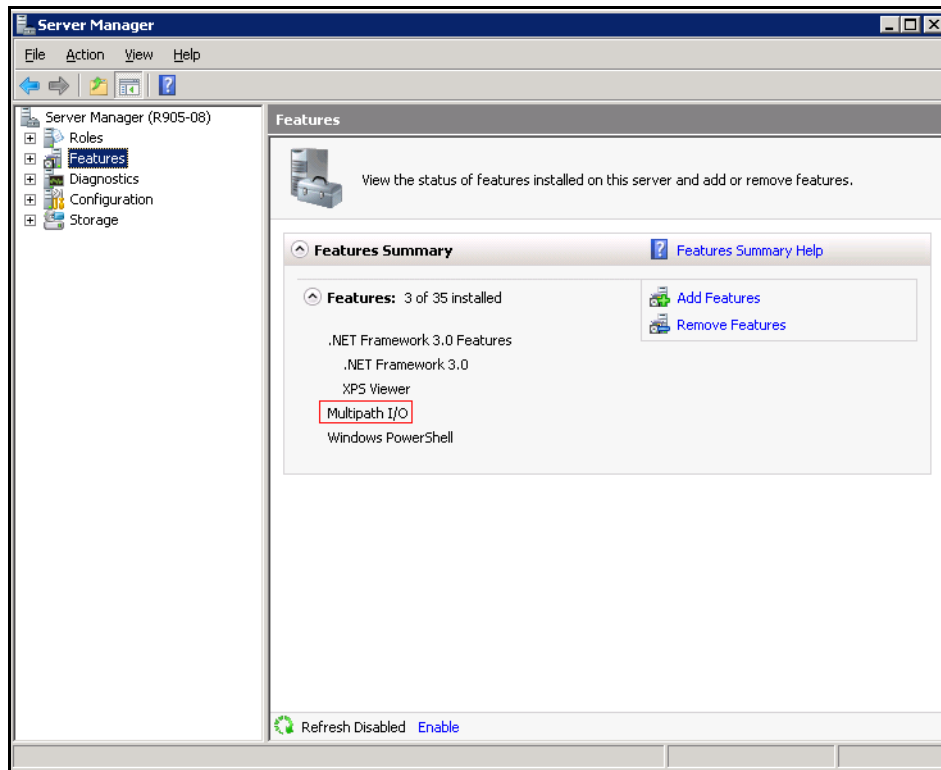 Server Manager
File Action View Help
Server Manager (R905-08)
Roles
Features
Diagnostics
Configuration
Storage
Features
View the status of features installed on this server and add or remove features.
Features Summary
Features Summary Help
Features: 3 of 35 installed
Add Features
Remove Features
.NET Framework 3.0 Features
.NET Framework 3.0
XPS Viewer
Multipath I/O
Windows PowerShell
Refresh Disabled Enable